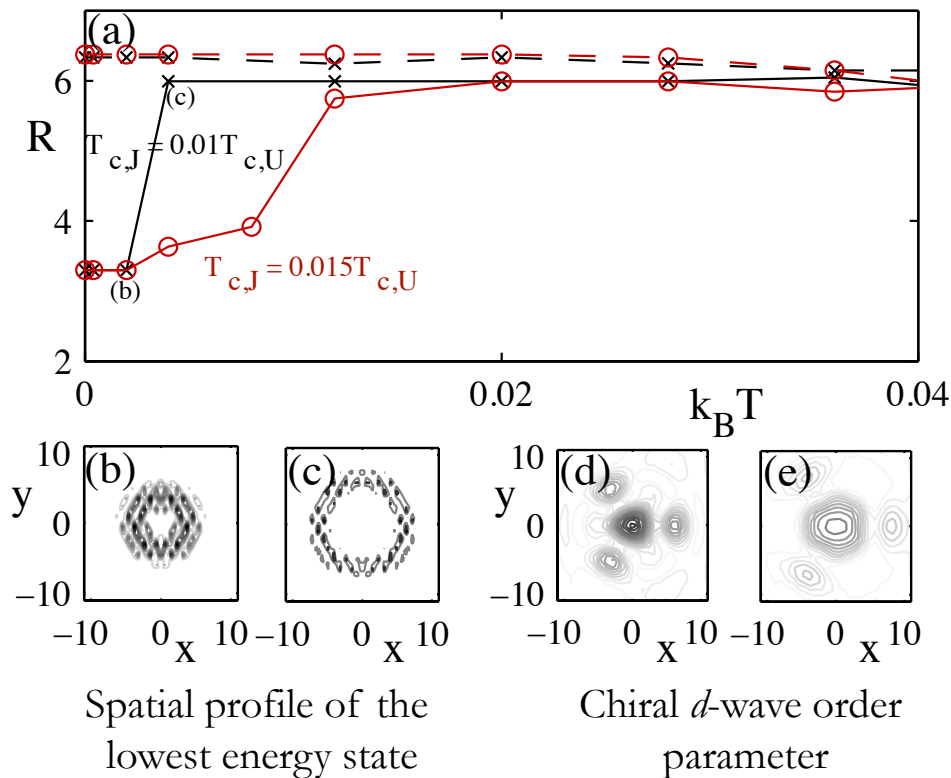 (a)
6
(c)
R
T c,J = 0.01T c,U
4
(b)
T c,J = 0.015T c,U
2
0
0.02
k B T
0.04
10
(b)
(c)
10
(d)
(e)
y
0
y
0
−10
−10
−10 0 10
−10 0 10
−10 0 10
−10 0 10
x
x
x
x
Spatial profile of the
lowest energy state
Chiral d-wave order
parameter